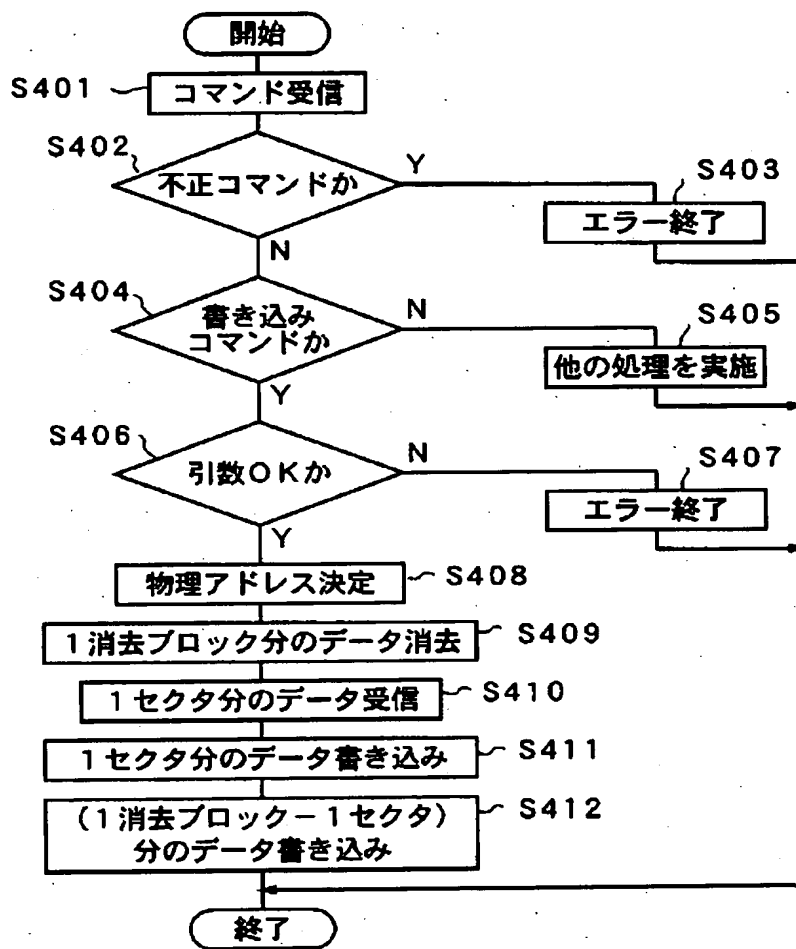 開始
S401
コマンド受信
S402
不正コマンドか
Y
S403
エラー終了
N
S404
書き込み
コマンドか
N
S405
他の処理を実施
Y
S406
引数OKか
N
S407
エラー終了
Y
物理アドレス決定
S408
1消去ブロック分のデータ消去
S409
1セクタ分のデータ受信
S410
1セクタ分のデータ書き込み
S411
(1消去ブロック-1セクタ)
分のデータ書き込み
S412
終了